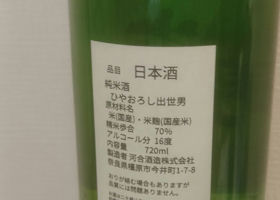 品目 日本酒
純米酒
ひやおろし出世男
原材料名
米(国産)・米麹(国産米)
精米歩合 70%
アルコール分 16度
内容量 720ml
製造者 河合酒造株式会社
奈良県橿原市今井町1-7-8
おりが絡む場合もありますが
品質には問題ありません。